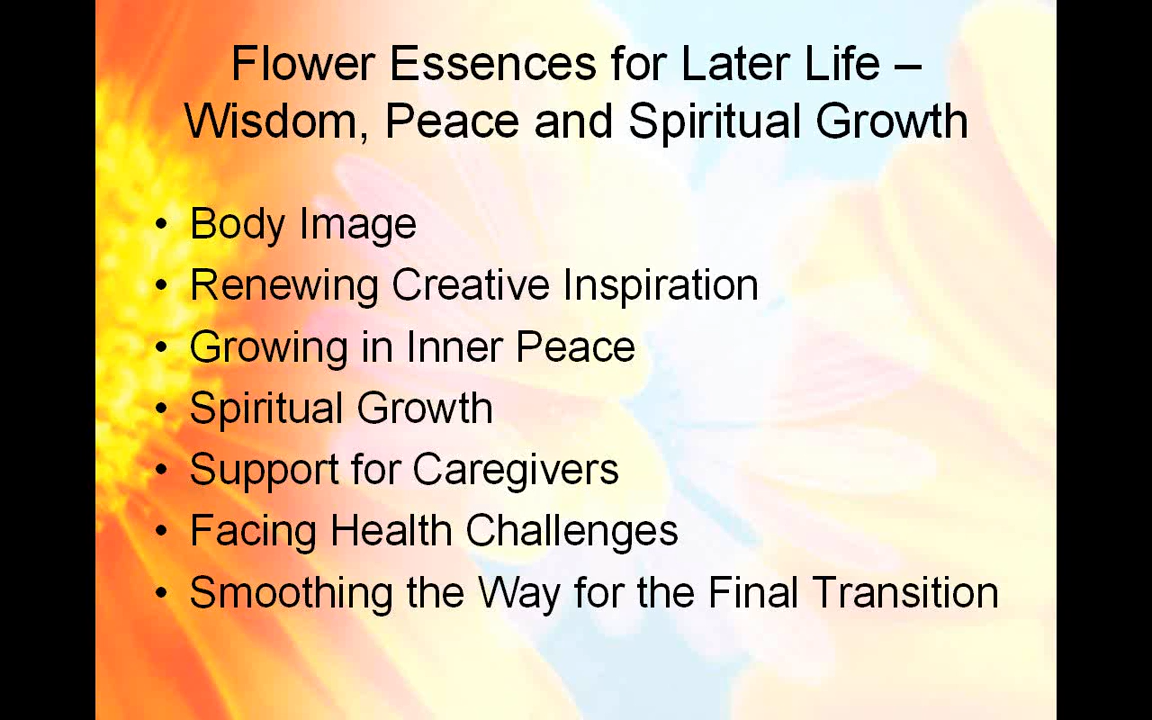 Flower Essences for Later Life –
Wisdom, Peace and Spiritual Growth
• Body Image
• Renewing Creative Inspiration
• Growing in Inner Peace
• Spiritual Growth
• Support for Caregivers
• Facing Health Challenges
• Smoothing the Way for the Final Transition